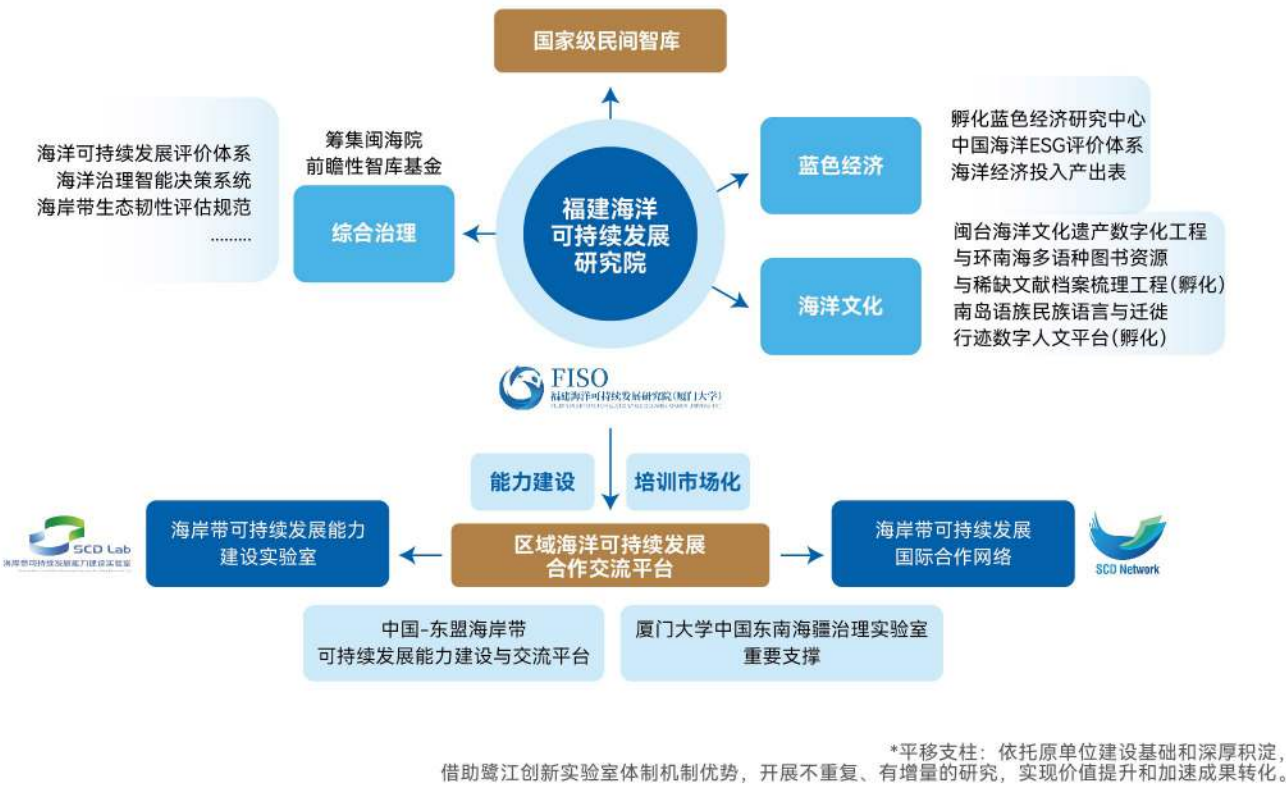 国家级民间智库
筹集闽海院
前瞻性智库基金
海洋可持续发展评价体系
海洋治理智能决策系统
海岸带生态韧性评估规范
.........
综合治理
福建海洋
可持续发展
研究院
蓝色经济
孵化蓝色经济研究中心
中国海洋ESG评价体系
海洋经济投入产出表
海洋文化
闽台海洋文化遗产数字化工程
与环南海多语种图书资源
与稀缺文献档案梳理工程(孵化)
南岛语族民族语言与迁徙
行迹数字人文平台(孵化)
FISO
福建海洋可持续发展研究院(厦门大学)
能力建设
培训市场化
SCD Lab
海岸带可持续发展能力建设实验室
海岸带可持续发展能力
建设实验室
区域海洋可持续发展
合作交流平台
海岸带可持续发展
国际合作网络
SCD Network
中国-东盟海岸带
可持续发展能力建设与交流平台
厦门大学中国东南海疆治理实验室
重要支撑
*平移支柱：依托原单位建设基础和深厚积淀，
借助鹭江创新实验室体制机制优势，开展不重复、有增量的研究，实现价值提升和加速成果转化。